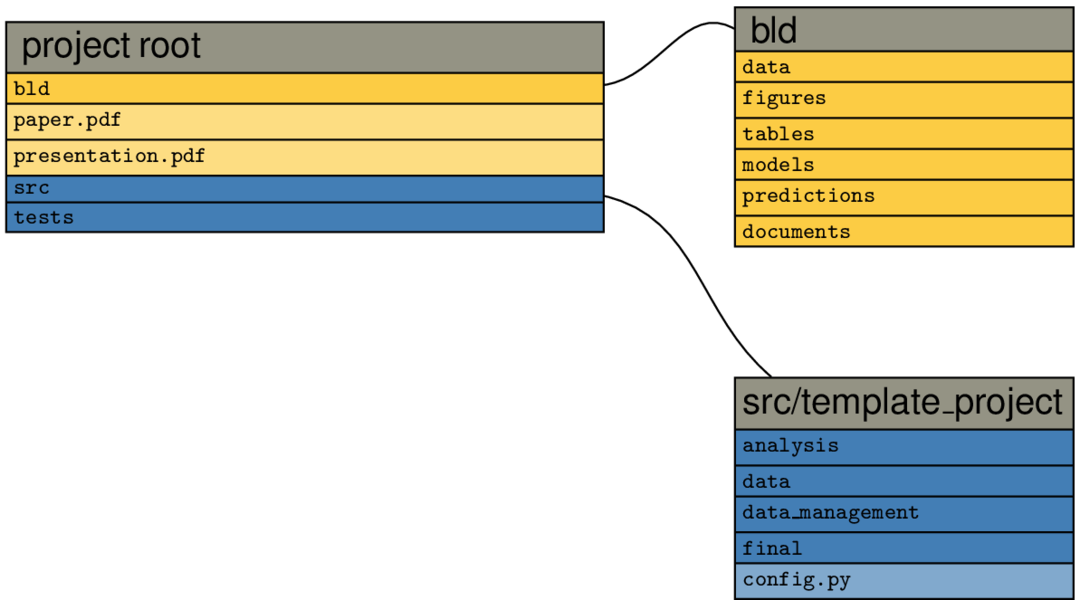 project root
bld
paper.pdf
presentation.pdf
src
tests
bld
data
figures
tables
models
predictions
documents
src/template_project
analysis
data
data_management
final
config.py